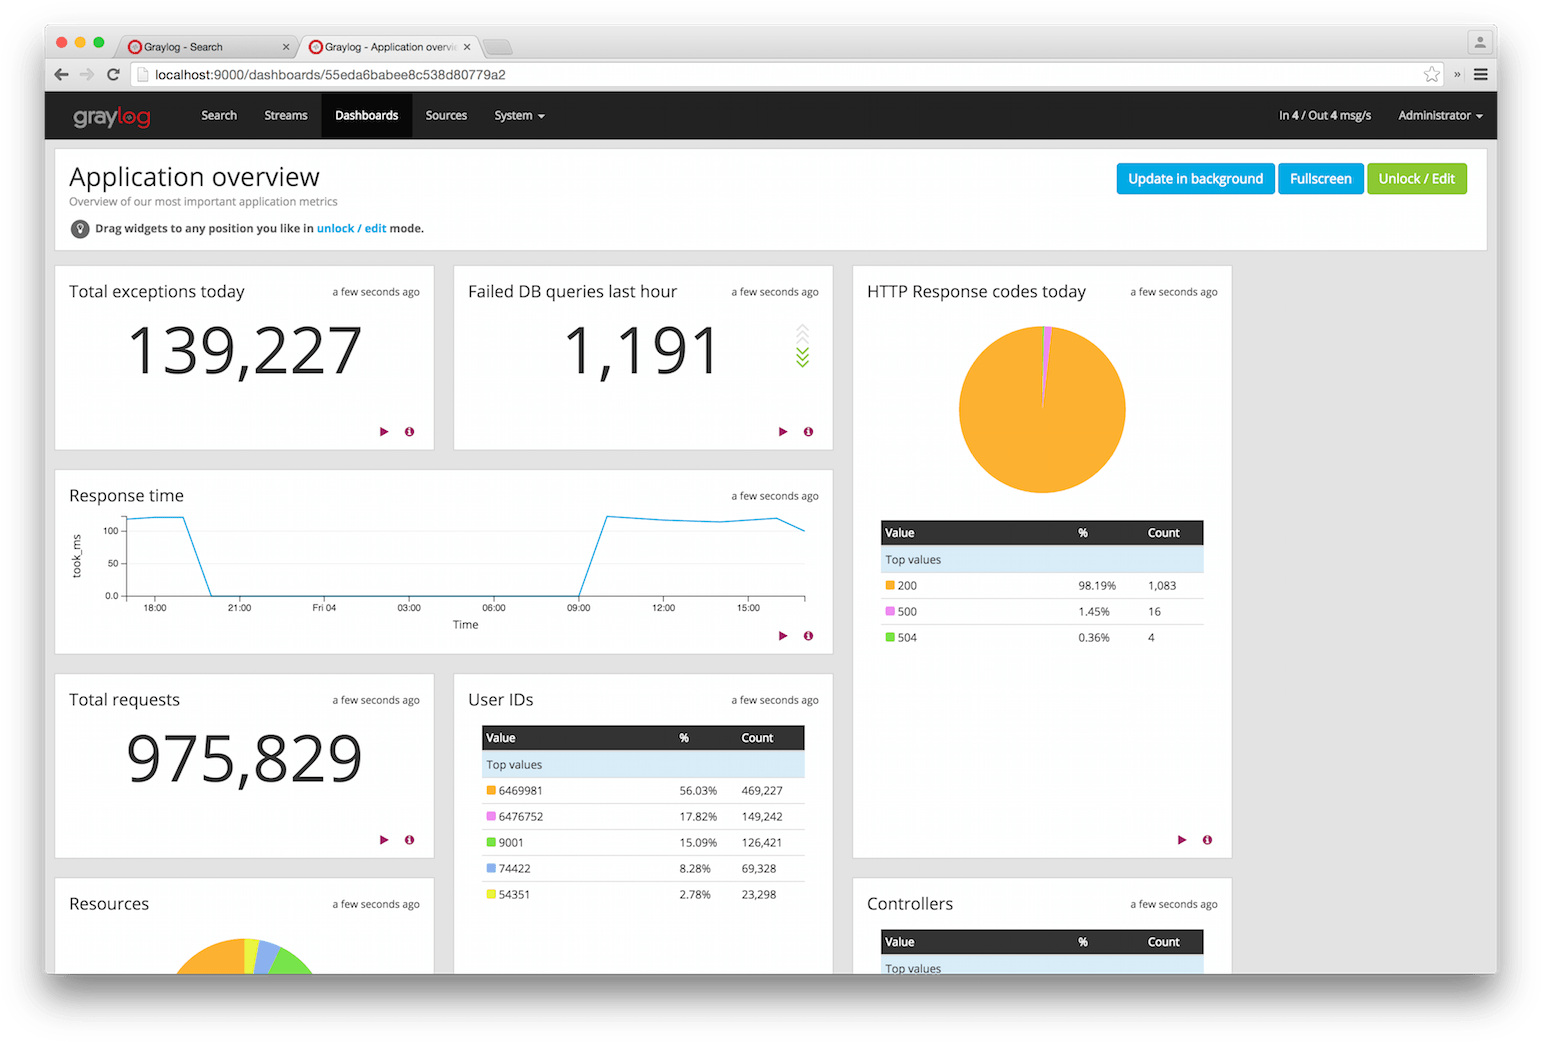 Graylog - Search
Graylog - Application overvi
localhost:9000/dashboards/55eda6babee8c538d80779a2
graylog
Search
Streams
Dashboards
Sources
System
In 4 / Out 4 msg/s
Administrator
Application overview
Overview of our most important application metrics
Drag widgets to any position you like in unlock / edit mode.
Update in background
Fullscreen
Unlock / Edit
Total exceptions today
a few seconds ago
139,227
Failed DB queries last hour
a few seconds ago
1,191
HTTP Response codes today
a few seconds ago
Value % Count
Top values
200 98.19% 1,083
500 1.45% 16
504 0.36% 4
Response time
a few seconds ago
took_ms
100
50
0.0
18:00 21:00 Fri 04 03:00 06:00 09:00 12:00 15:00
Time
Total requests
a few seconds ago
975,829
User IDs
a few seconds ago
Value % Count
Top values
6469981 56.03% 469,227
6476752 17.82% 149,242
9001 15.09% 126,421
74422 8.28% 69,328
54351 2.78% 23,298
Resources
a few seconds ago
Controllers
a few seconds ago
Value % Count
Top values